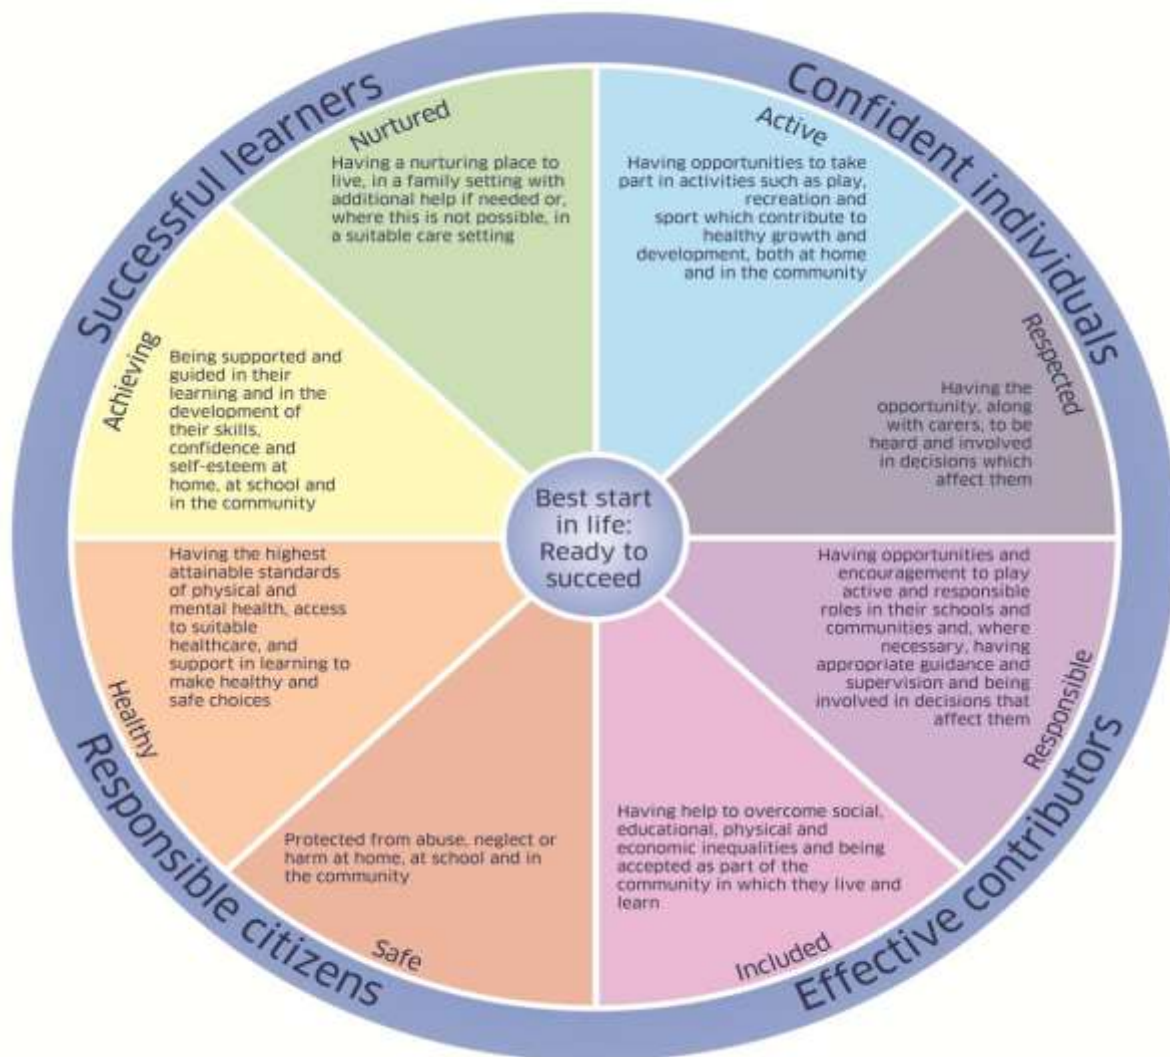 Successful learners
Confident individuals
Nurtured
Having a nurturing place to
live, in a family setting with
additional help if needed or,
where this is not possible, in
a suitable care setting
Active
Having opportunities to take
part in activities such as play,
recreation and
sport which contribute to
healthy growth and
development, both at home
and in the community
Achieving
Being supported and
guided in their
learning and in the
development of
their skills,
confidence and
self-esteem at
home, at school and
in the community
Respected
Having the
opportunity, along
with carers, to be
heard and involved
in decisions which
affect them
Best start
in life:
Ready to
succeed
Healthy
Having the highest
attainable standards
of physical and
mental health, access
to suitable
healthcare, and
support in learning to
make healthy and
safe choices
Responsible
Having opportunities and
encouragement to play
active and responsible
roles in their schools and
communities and, where
necessary, having
appropriate guidance and
supervision and being
involved in decisions that
affect them
Safe
Protected from abuse, neglect or
harm at home, at school and in
the community
Included
Having help to overcome social,
educational, physical and
economic inequalities and being
accepted as part of the
community in which they live and
learn
Responsible citizens
Effective contributors